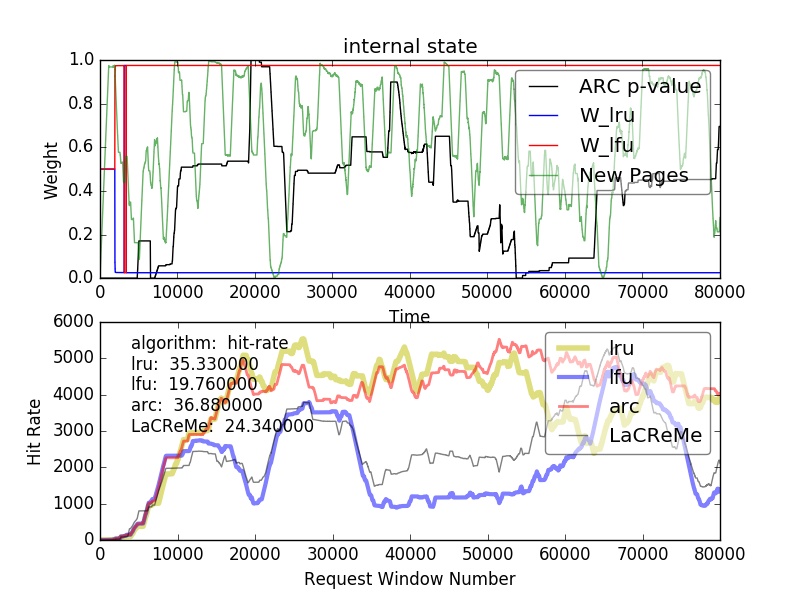 internal state
1.0
0.8
0.6
0.4
0.2
0.0
Weight
ARC p-value
W_lru
W_lfu
New Pages
0 10000 20000 30000 40000 50000 60000 70000 80000
Time
6000
5000
4000
3000
2000
1000
0
Hit Rate
algorithm: hit-rate
lru: 35.330000
lfu: 19.760000
arc: 36.880000
LaCReMe: 24.340000
lru
lfu
arc
LaCReMe
0 10000 20000 30000 40000 50000 60000 70000 80000
Request Window Number